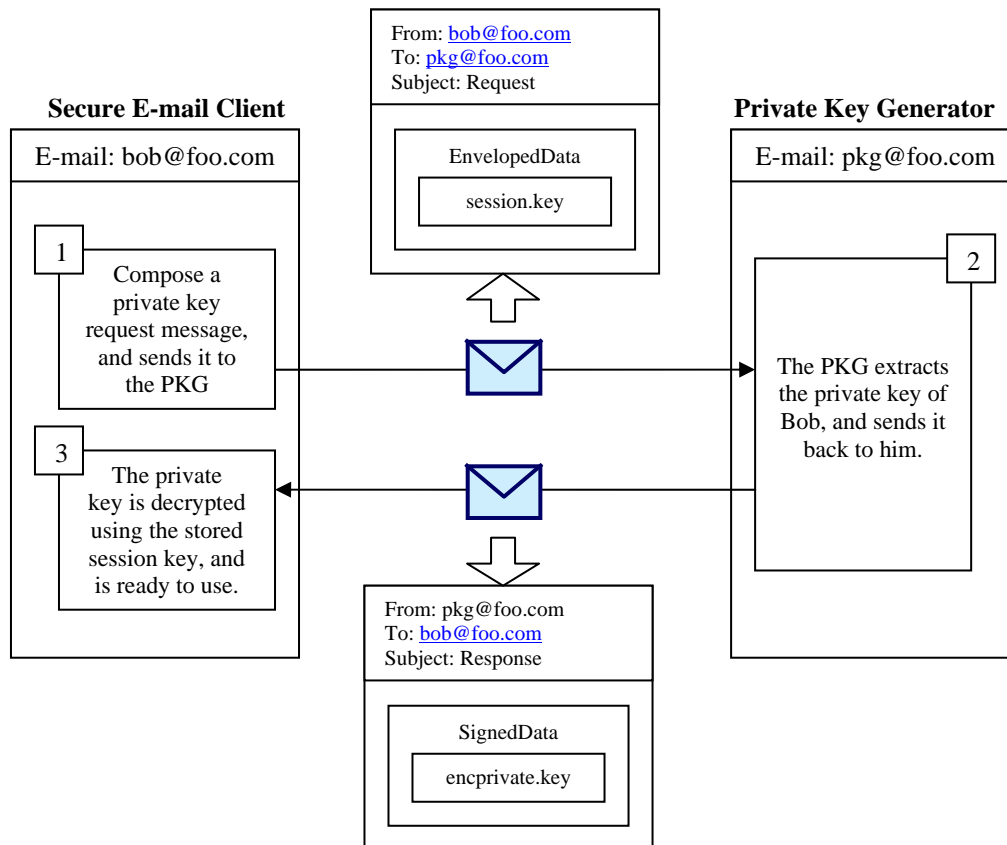 From: bob@foo.com
To: pkg@foo.com
Subject: Request
EnvelopedData
session.key
Secure E-mail Client
E-mail: bob@foo.com
1
Compose a
private key
request message,
and sends it to
the PKG
3
The private
key is decrypted
using the stored
session key, and
is ready to use.
Private Key Generator
E-mail: pkg@foo.com
2
The PKG extracts
the private key of
Bob, and sends it
back to him.
From: pkg@foo.com
To: bob@foo.com
Subject: Response
SignedData
encprivate.key